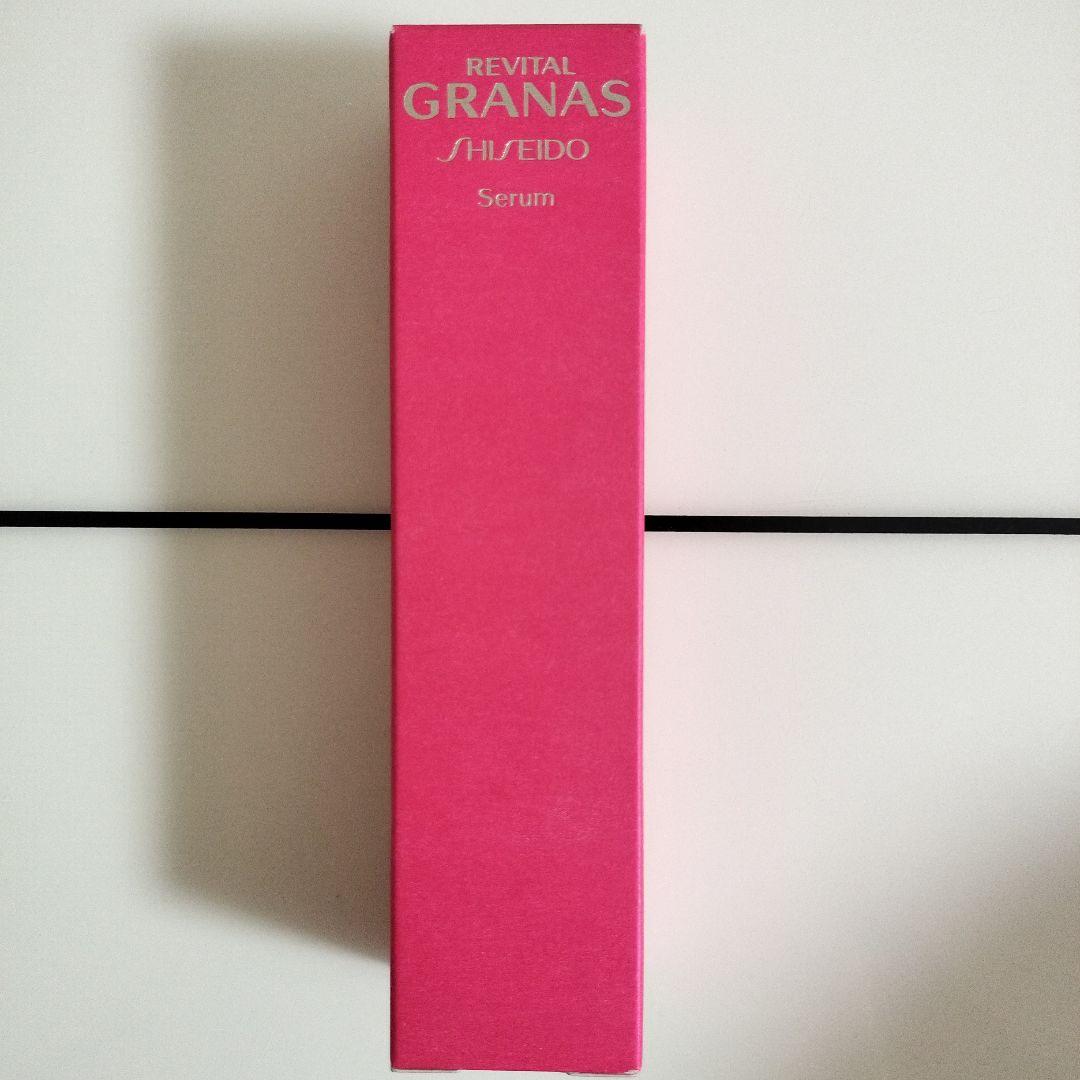 REVITAL
GRANAS
SHISEIDO
Serum